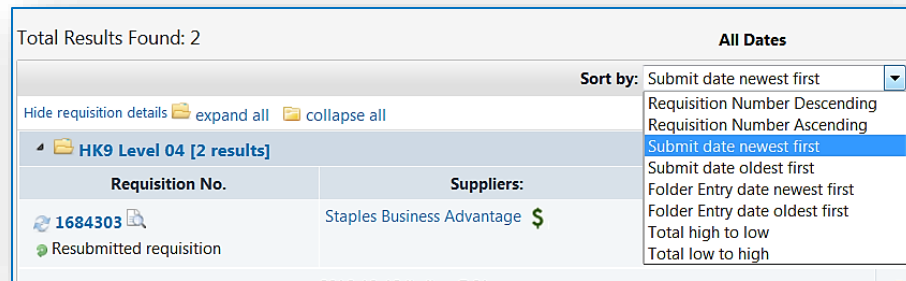 Total Results Found: 2
All Dates
Sort by: Submit date newest first
Hide requisition details expand all collapse all
Requisition Number Descending
Requisition Number Ascending
Submit date newest first
Submit date oldest first
Folder Entry date newest first
Folder Entry date oldest first
Total high to low
Total low to high
HK9 Level 04 [2 results]
Requisition No. Suppliers:
1684303 Staples Business Advantage $
Resubmitted requisition